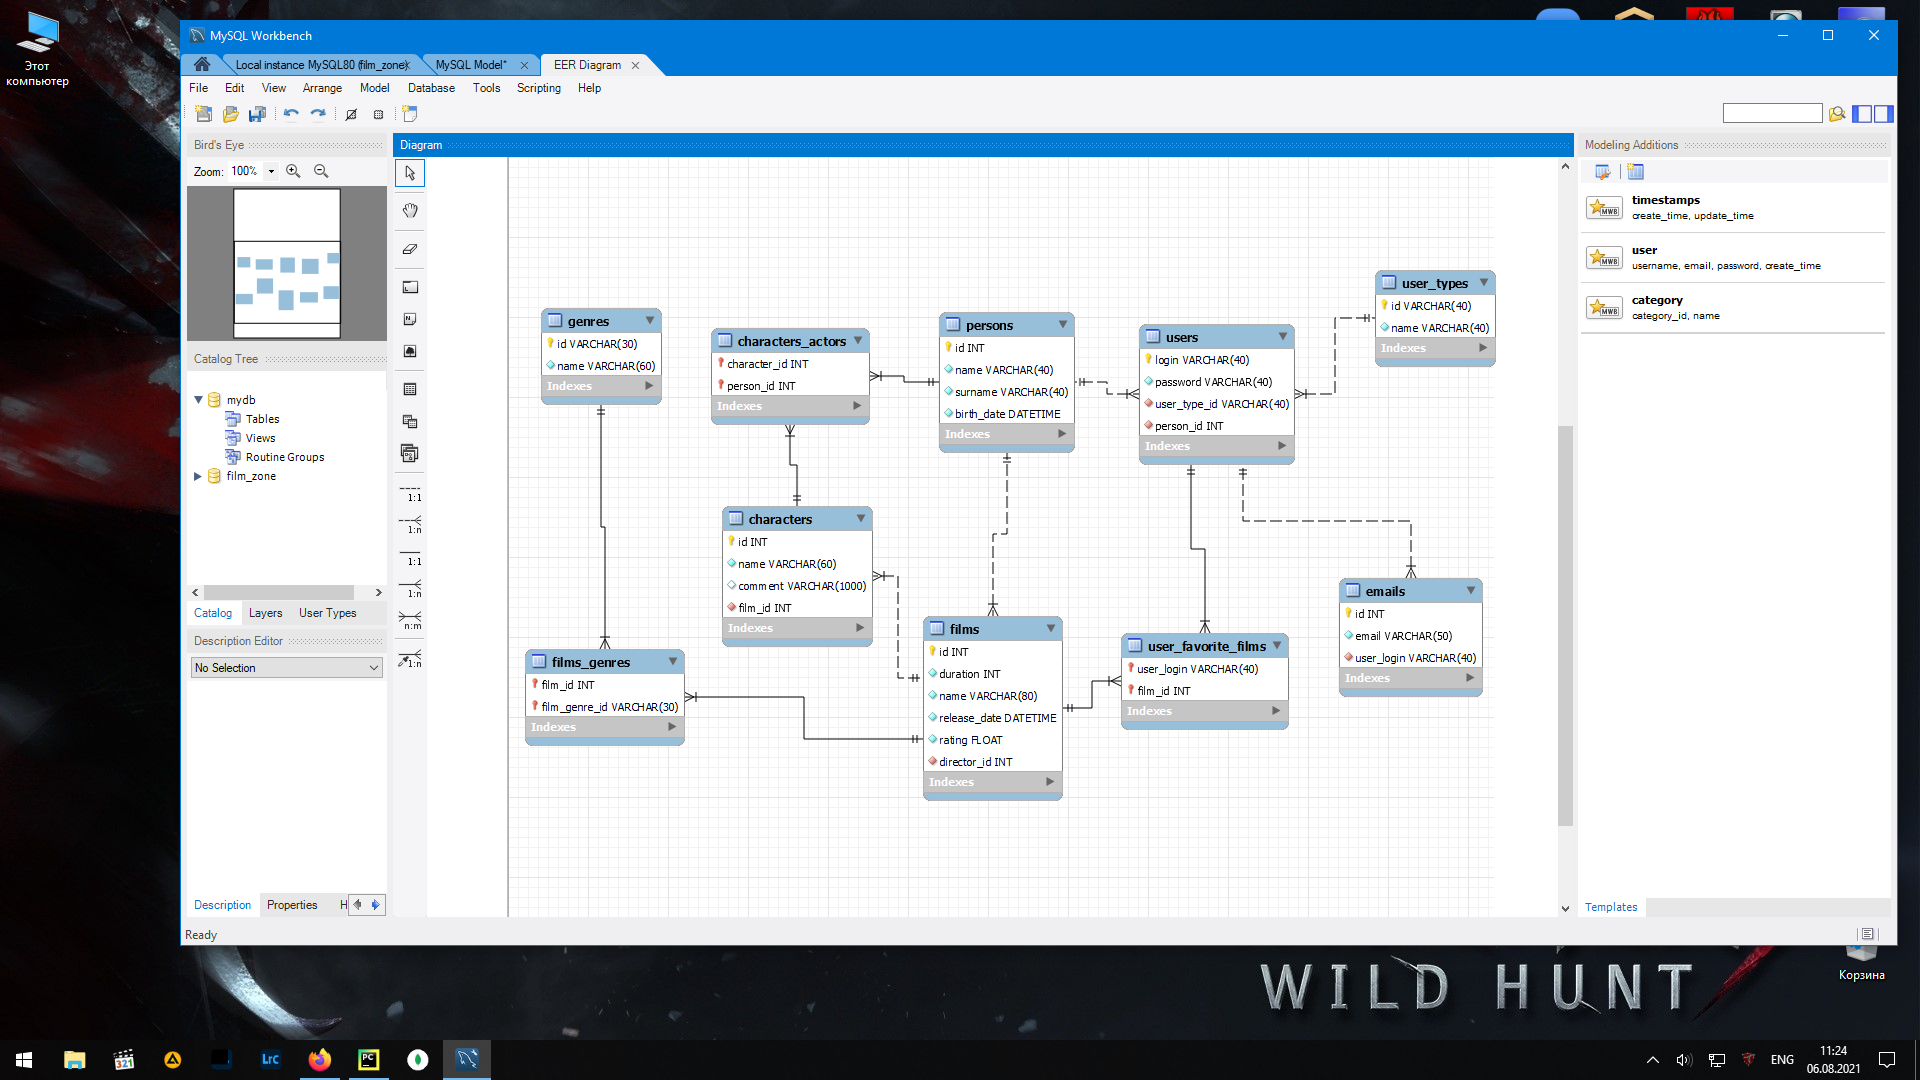 Этот
компьютер
MySQL Workbench
Local instance MySQL80 (film_zone)
MySQL Model*
EER Diagram
File Edit View Arrange Model Database Tools Scripting Help
Bird's Eye
Zoom: 100%
Catalog Tree
mydb
Tables
Views
Routine Groups
film_zone
Catalog Layers User Types
Description Editor
No Selection
Description Properties H
Ready
Diagram
1:1
1:n
1:1
1:n
n:m
1:n
genres
id VARCHAR(30)
name VARCHAR(60)
Indexes
characters_actors
character_id INT
person_id INT
Indexes
persons
id INT
name VARCHAR(40)
surname VARCHAR(40)
birth_date DATETIME
Indexes
users
login VARCHAR(40)
password VARCHAR(40)
user_type_id VARCHAR(40)
person_id INT
Indexes
user_types
id VARCHAR(40)
name VARCHAR(40)
Indexes
characters
id INT
name VARCHAR(60)
comment VARCHAR(1000)
film_id INT
Indexes
films_genres
film_id INT
film_genre_id VARCHAR(30)
Indexes
films
id INT
duration INT
name VARCHAR(80)
release_date DATETIME
rating FLOAT
director_id INT
Indexes
user_favorite_films
user_login VARCHAR(40)
film_id INT
Indexes
emails
id INT
email VARCHAR(50)
user_login VARCHAR(40)
Indexes
Modeling Additions
MWB
timestamps
create_time, update_time
MWB
user
username, email, password, create_time
MWB
category
category_id, name
Templates
WILD HUNT
Корзина
321
Lrc
PC
ENG
11:24
06.08.2021